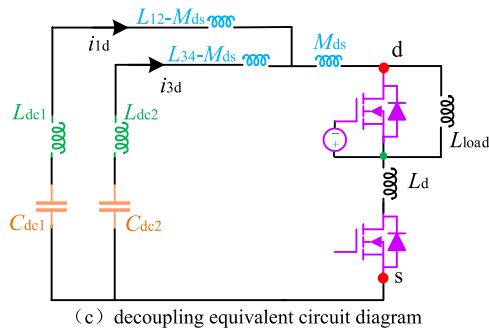 L12-Mds
L34-Mds
Mds
d
i1d
i3d
Ldc1
Ldc2
Lload
Ld
Cdc1
Cdc2
s
(c) decoupling equivalent circuit diagram